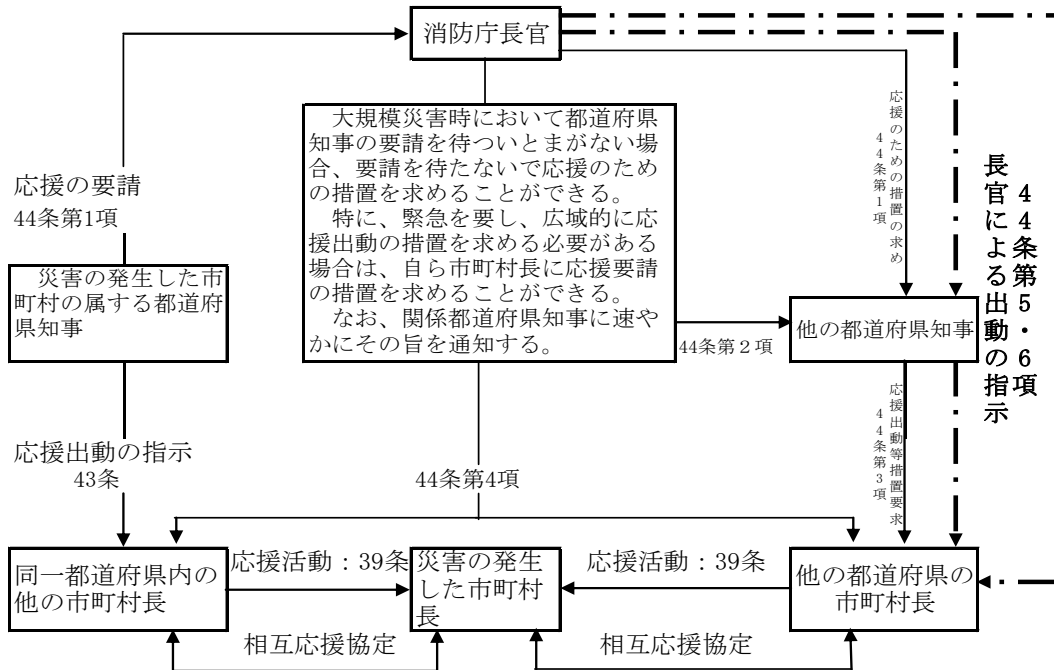 消防庁長官
大規模災害時において都道府県
知事の要請を待ついとまがない場
合、要請を待たないで応援のため
の措置を求めることができる。
特に、緊急を要し、広域的に応
援出動の措置を求める必要がある
場合は、自ら市町村長に応援要請
の措置を求めることができる。
なお、関係都道府県知事に速や
かにその旨を通知する。
応援の要請
44条第1項
災害の発生した市
町村の属する都道府
県知事
応援のための措置の求め
44条第1項
44条第5・6項
長官による出動の指示
44条第2項
他の都道府県知事
応援出動の指示
43条
44条第4項
応援出動等措置要求
44条第3項
同一都道府県内の
他の市町村長
応援活動：39条
災害の発生
した市町村
長
応援活動：39条
他の都道府県の
市町村長
相互応援協定
相互応援協定